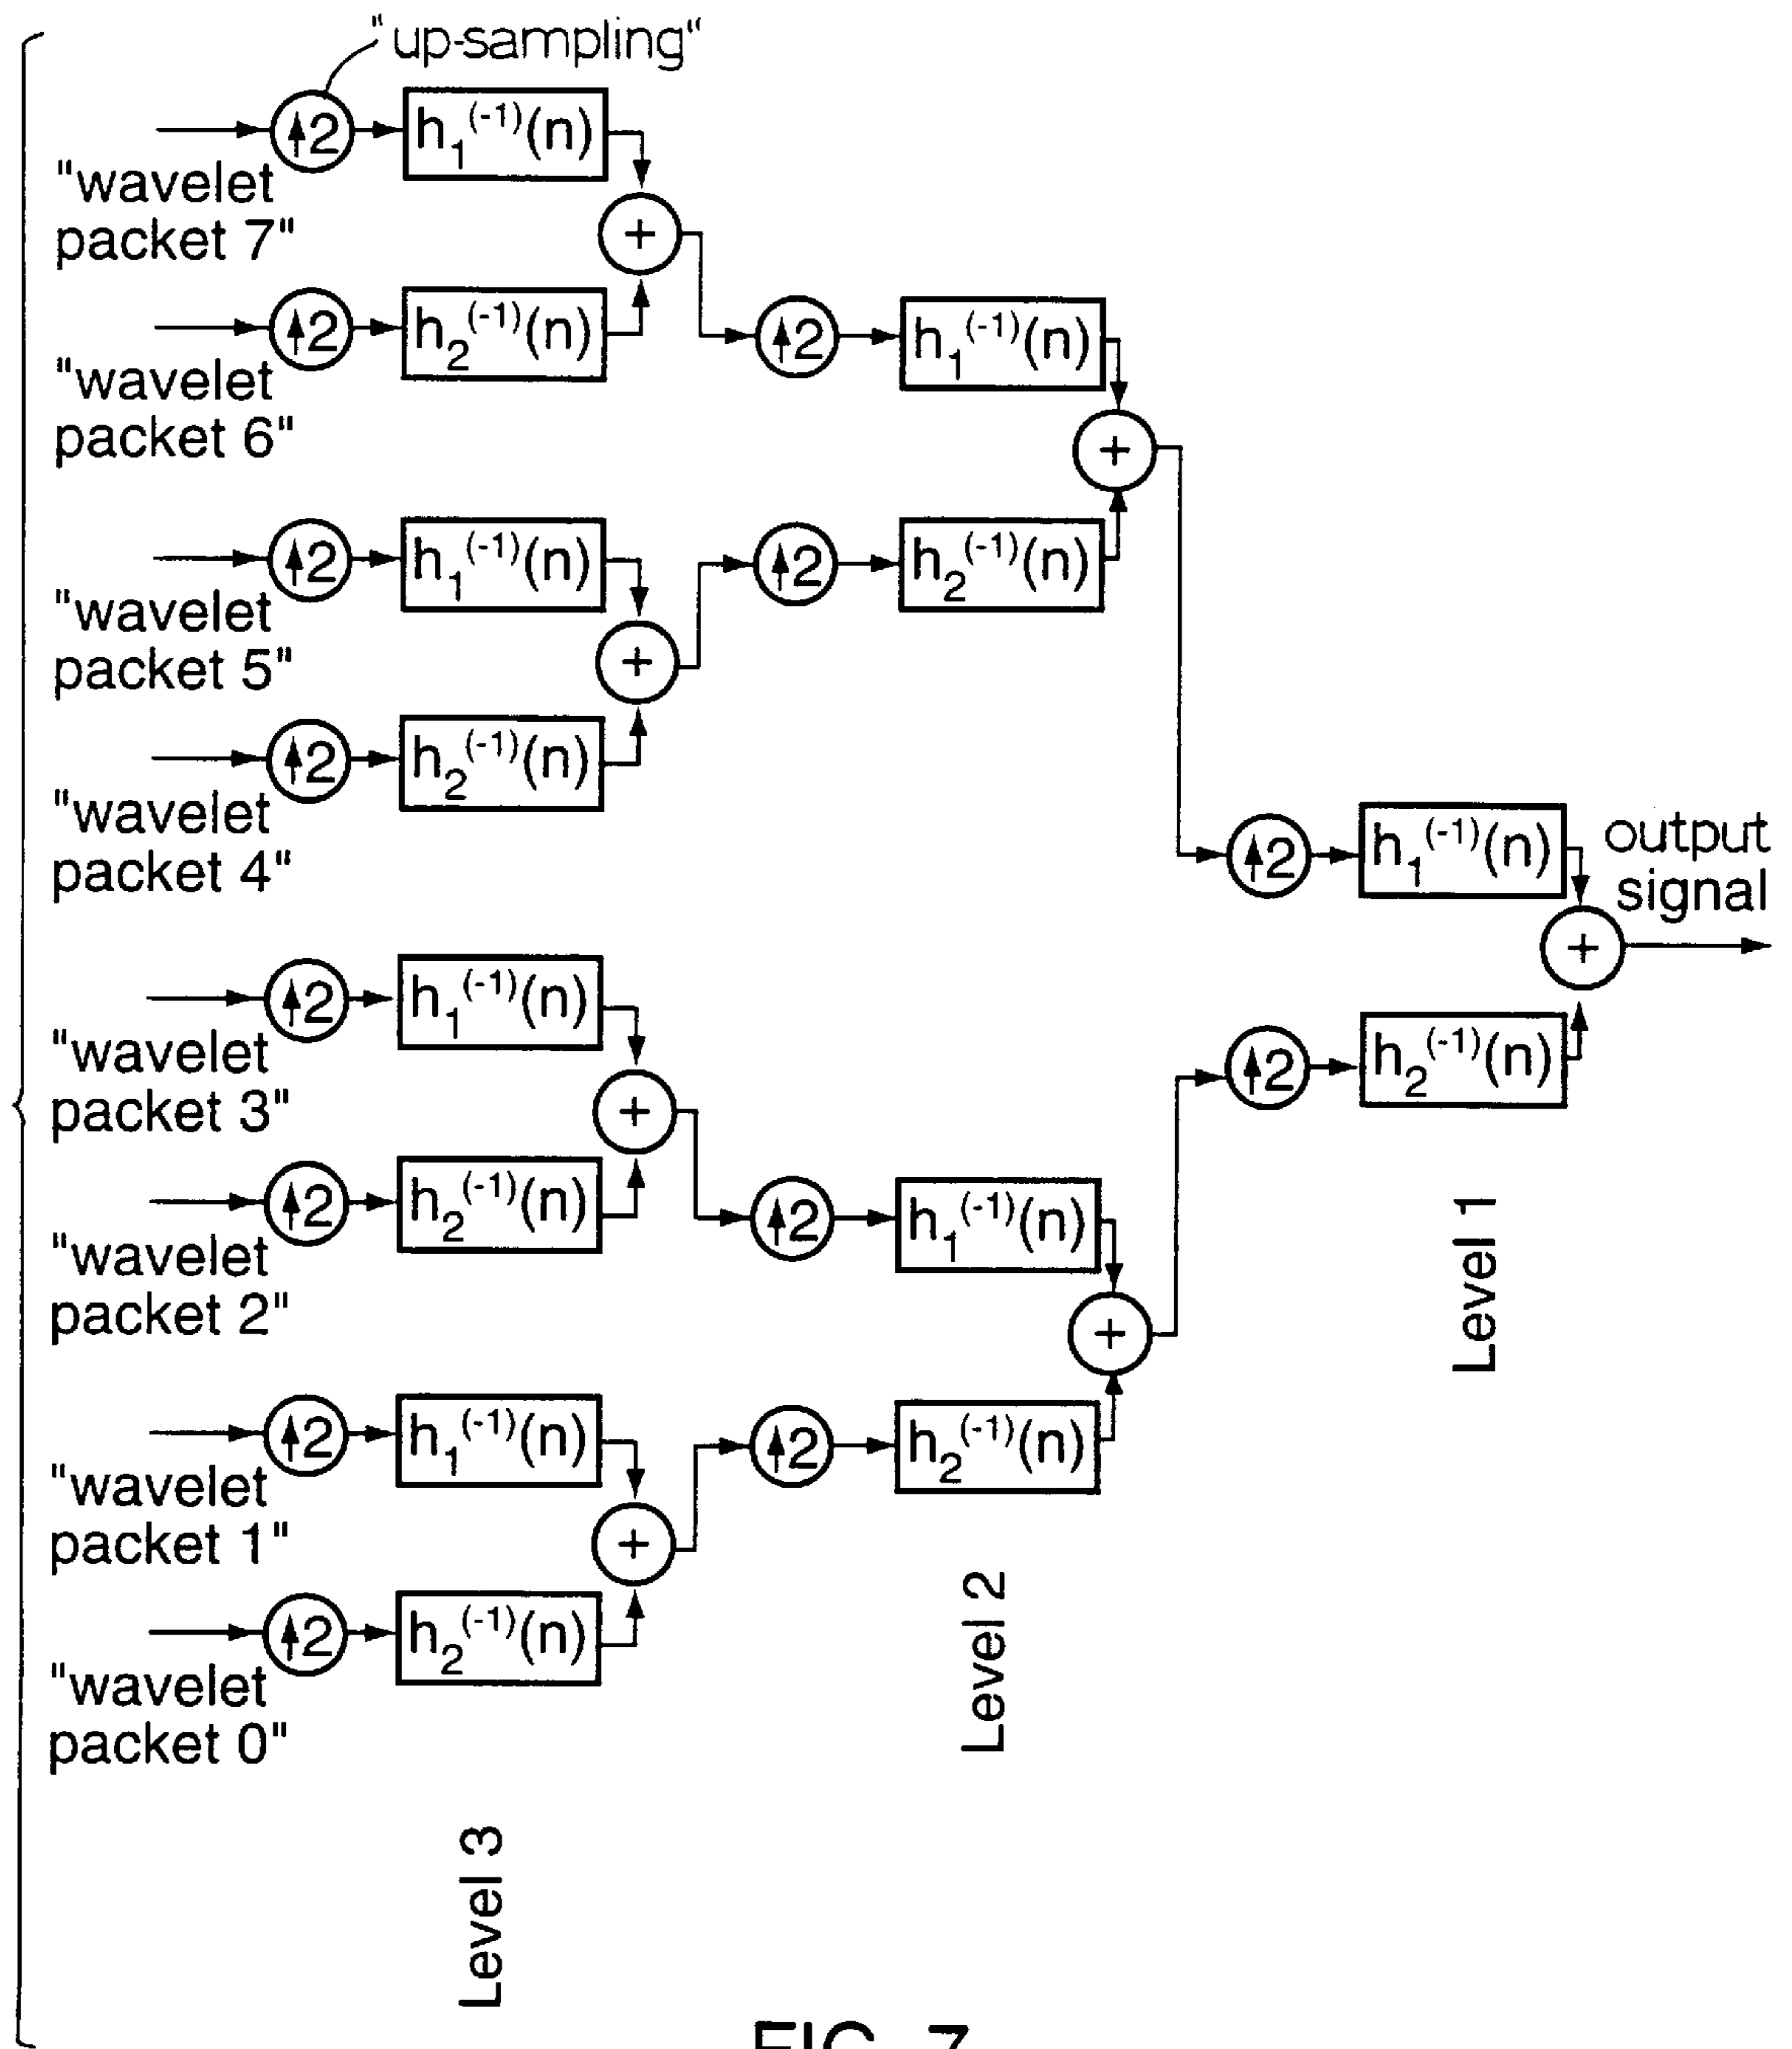 "up-sampling"
↑2 h₁⁽⁻¹⁾(n)
"wavelet
packet 7"
+
↑2 h₂⁽⁻¹⁾(n)
↑2 h₁⁽⁻¹⁾(n)
"wavelet
packet 6"
+
↑2 h₁⁽⁻¹⁾(n)
↑2 h₂⁽⁻¹⁾(n)
"wavelet
packet 5"
+
↑2 h₂⁽⁻¹⁾(n)
"wavelet
packet 4"
↑2 h₁⁽⁻¹⁾(n)
output
signal
+
↑2 h₁⁽⁻¹⁾(n)
"wavelet
packet 3"
+
↑2 h₂⁽⁻¹⁾(n)
↑2 h₂⁽⁻¹⁾(n)
↑2 h₁⁽⁻¹⁾(n)
"wavelet
packet 2"
+
Level 1
↑2 h₁⁽⁻¹⁾(n)
↑2 h₂⁽⁻¹⁾(n)
"wavelet
packet 1"
+
↑2 h₂⁽⁻¹⁾(n)
"wavelet
packet 0"
Level 2
Level 3
FIG. 7